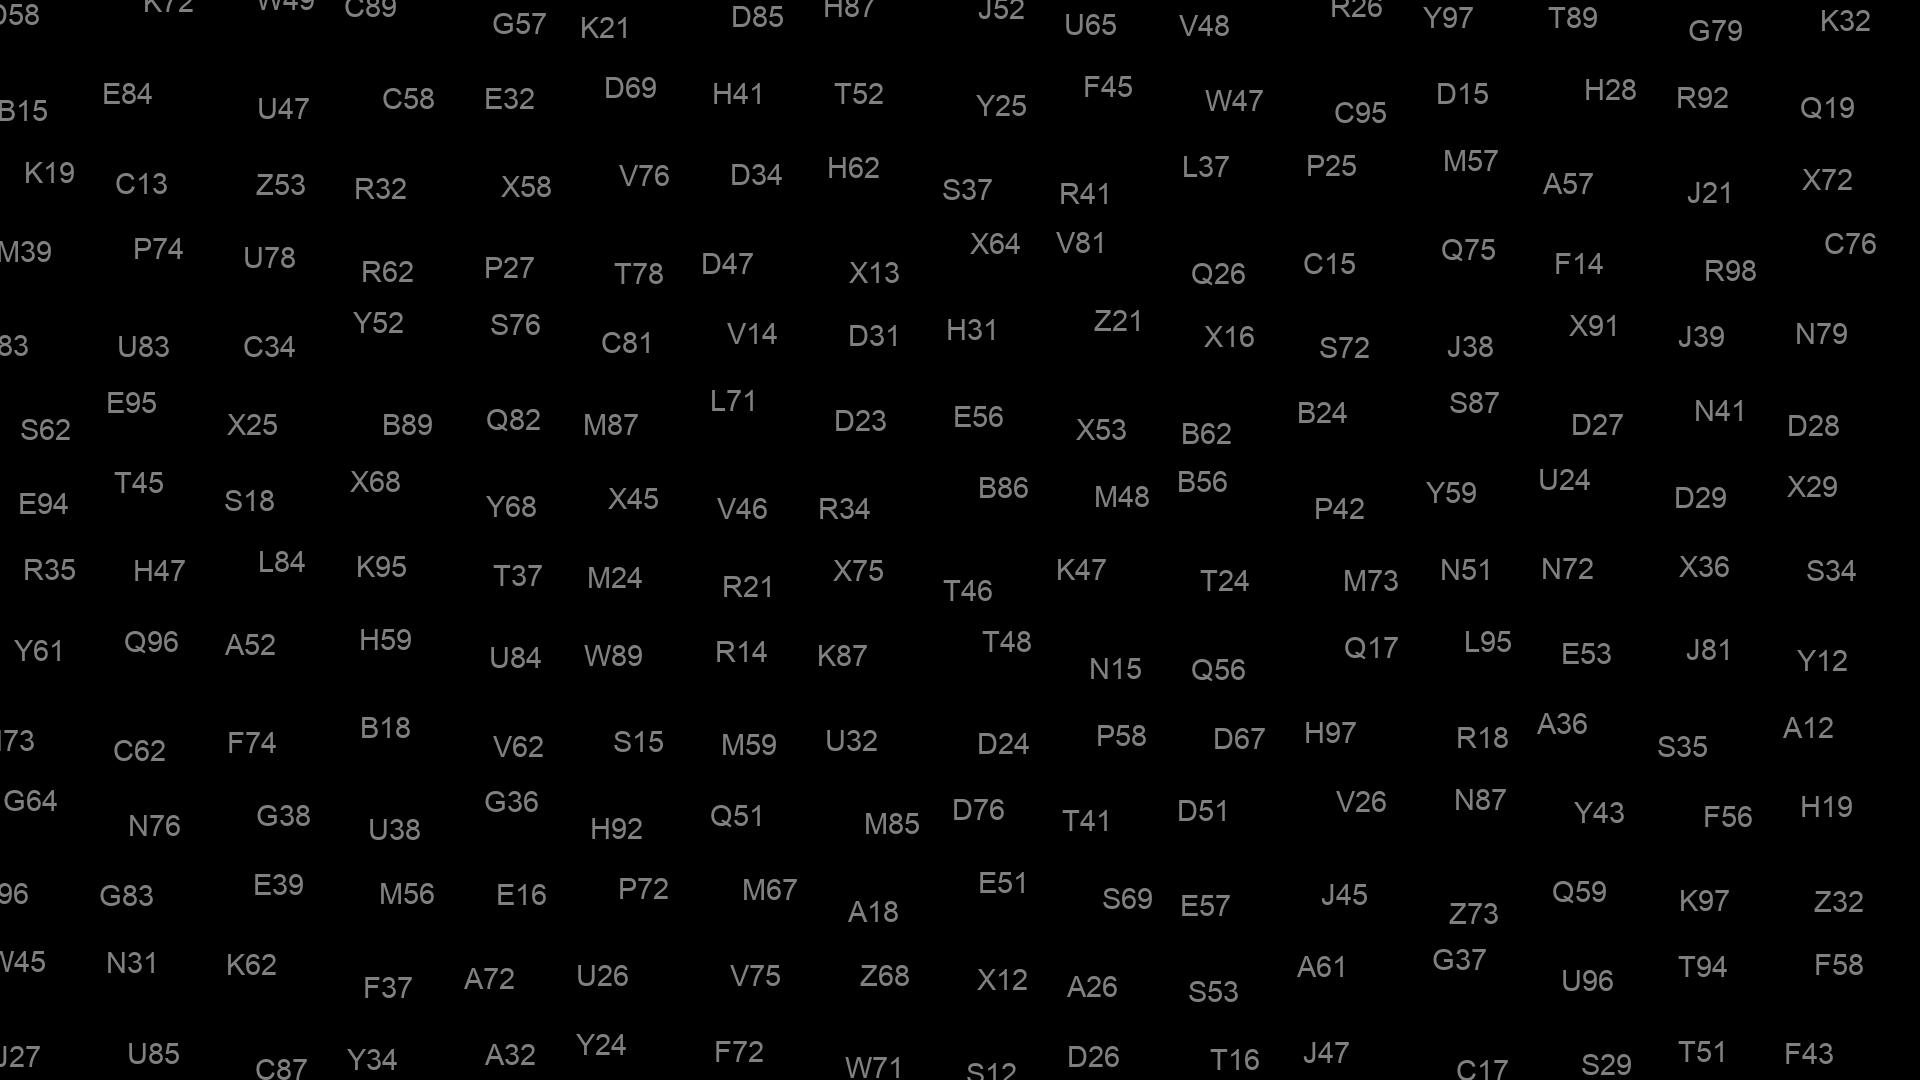 K72 W49 C89 G57 K21 D85 H87 J52 U65 V48 R26 Y97 T89 G79 K32
B15 E84 U47 C58 E32 D69 H41 T52 Y25 F45 W47 C95 D15 H28 R92 Q19
K19 C13 Z53 R32 X58 V76 D34 H62 S37 R41 L37 P25 M57 A57 J21 X72
M39 P74 U78 R62 P27 T78 D47 X13 X64 V81 Q26 C15 Q75 F14 R98 C76
83 U83 C34 Y52 S76 C81 V14 D31 H31 Z21 X16 S72 J38 X91 J39 N79
S62 E95 X25 B89 Q82 M87 L71 D23 E56 X53 B62 B24 S87 D27 N41 D28
E94 T45 S18 X68 Y68 X45 V46 R34 B86 M48 B56 P42 Y59 U24 D29 X29
R35 H47 L84 K95 T37 M24 R21 X75 T46 K47 T24 M73 N51 N72 X36 S34
Y61 Q96 A52 H59 U84 W89 R14 K87 T48 N15 Q56 Q17 L95 E53 J81 Y12
73 C62 F74 B18 V62 S15 M59 U32 D24 P58 D67 H97 R18 A36 S35 A12
G64 N76 G38 U38 G36 H92 Q51 M85 D76 T41 D51 V26 N87 Y43 F56 H19
96 G83 E39 M56 E16 P72 M67 A18 E51 S69 E57 J45 Z73 Q59 K97 Z32
W45 N31 K62 F37 A72 U26 V75 Z68 X12 A26 S53 A61 G37 U96 T94 F58
J27 U85 C87 Y34 A32 Y24 F72 W71 S12 D26 T16 J47 C17 S29 T51 F43